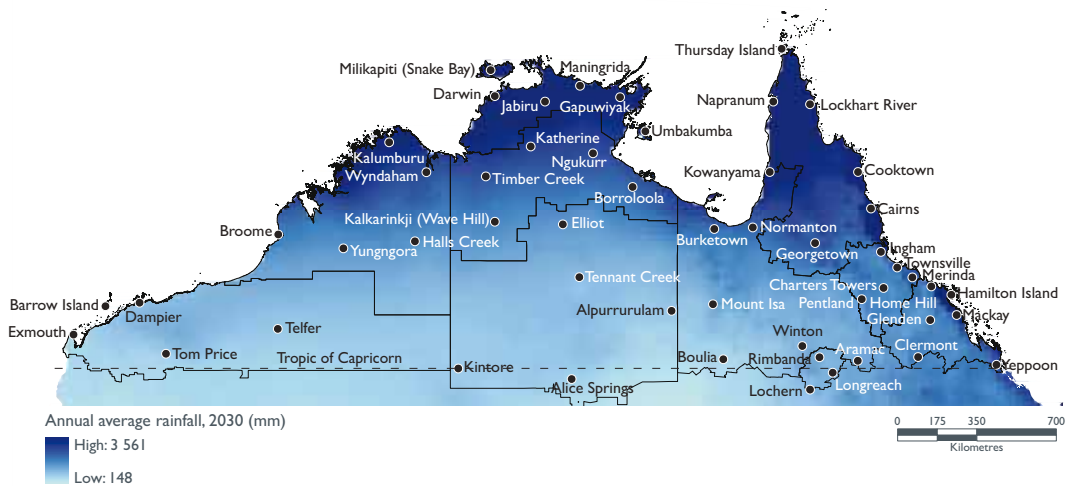 Thursday Island
Milikapiti (Snake Bay)
Maningrida
Darwin
Jabiru
Gapuwiyak
Napranum
Lockhart River
Umbakumba
Katherine
Kalumburu
Ngukurr
Wyndaham
Timber Creek
Kowanyama
Cooktown
Borroloola
Cairns
Kalkarinkji (Wave Hill)
Elliot
Broome
Halls Creek
Burketown
Normanton
Yungngora
Georgetown
Ingham
Townsville
Tennant Creek
Merinda
Charters Towers
Hamilton Island
Barrow Island
Dampier
Mount Isa
Pentland
Home Hill
Alpurrurulam
Mackay
Glenden
Exmouth
Telfer
Winton
Aramac
Clermont
Tom Price
Tropic of Capricorn
Boulia
Rimbanda
Yeppoon
Kintore
Alice Springs
Longreach
Lochern
Annual average rainfall, 2030 (mm)
High: 3 561
Low: 148
0 175 350 700
Kilometres